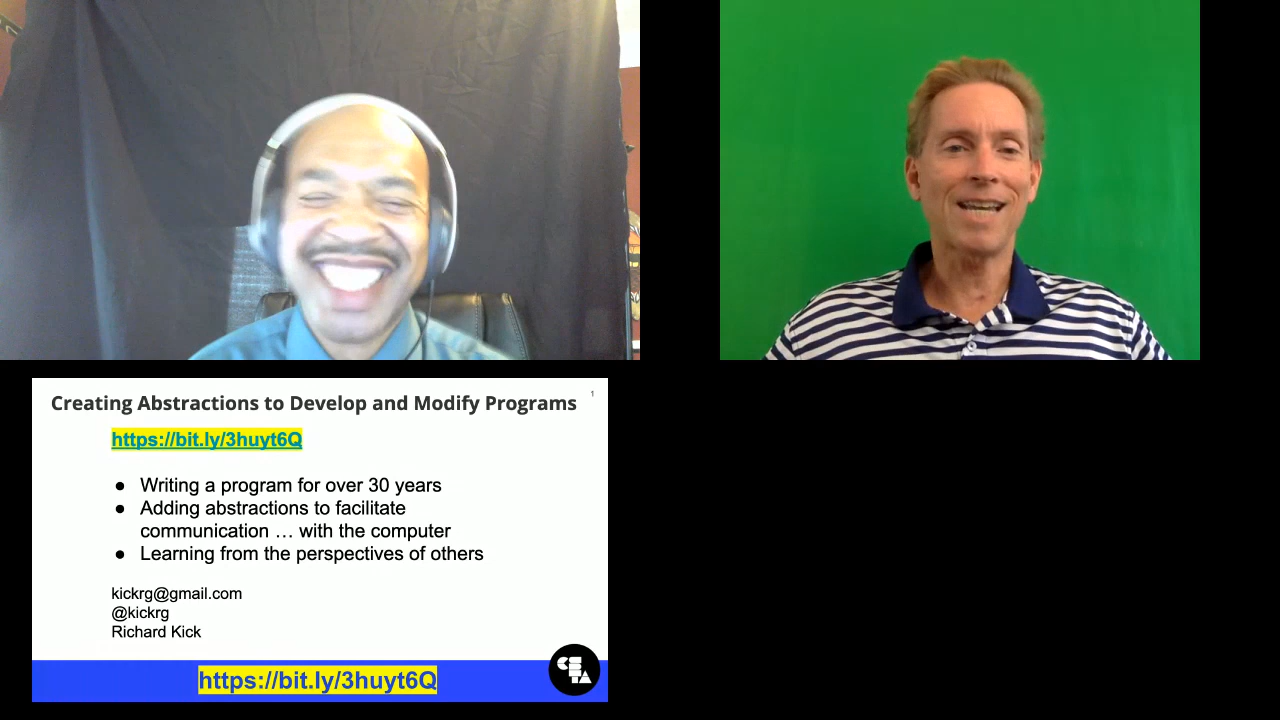 Creating Abstractions to Develop and Modify Programs
1
https://bit.ly/3huyt6Q
● Writing a program for over 30 years
● Adding abstractions to facilitate
communication … with the computer
● Learning from the perspectives of others
kickrg@gmail.com
@kickrg
Richard Kick
https://bit.ly/3huyt6Q
CSTA